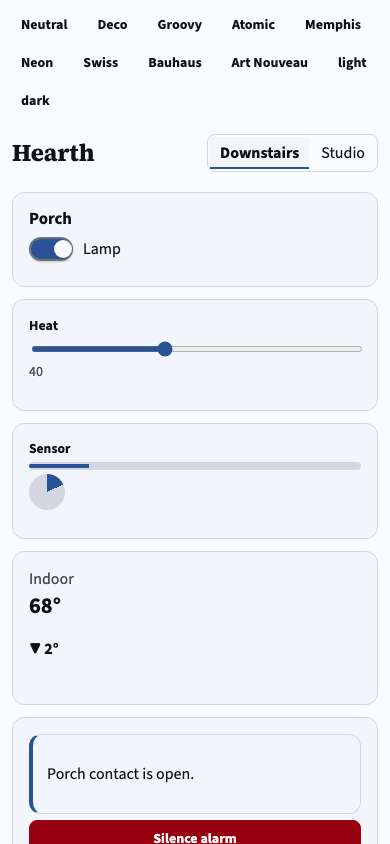 Neutral Deco Groovy Atomic Memphis
Neon Swiss Bauhaus Art Nouveau light
dark
Hearth Downstairs Studio
Porch
Lamp
Heat
40
Sensor
Indoor
68°
▼ 2°
Porch contact is open.
Silence alarm